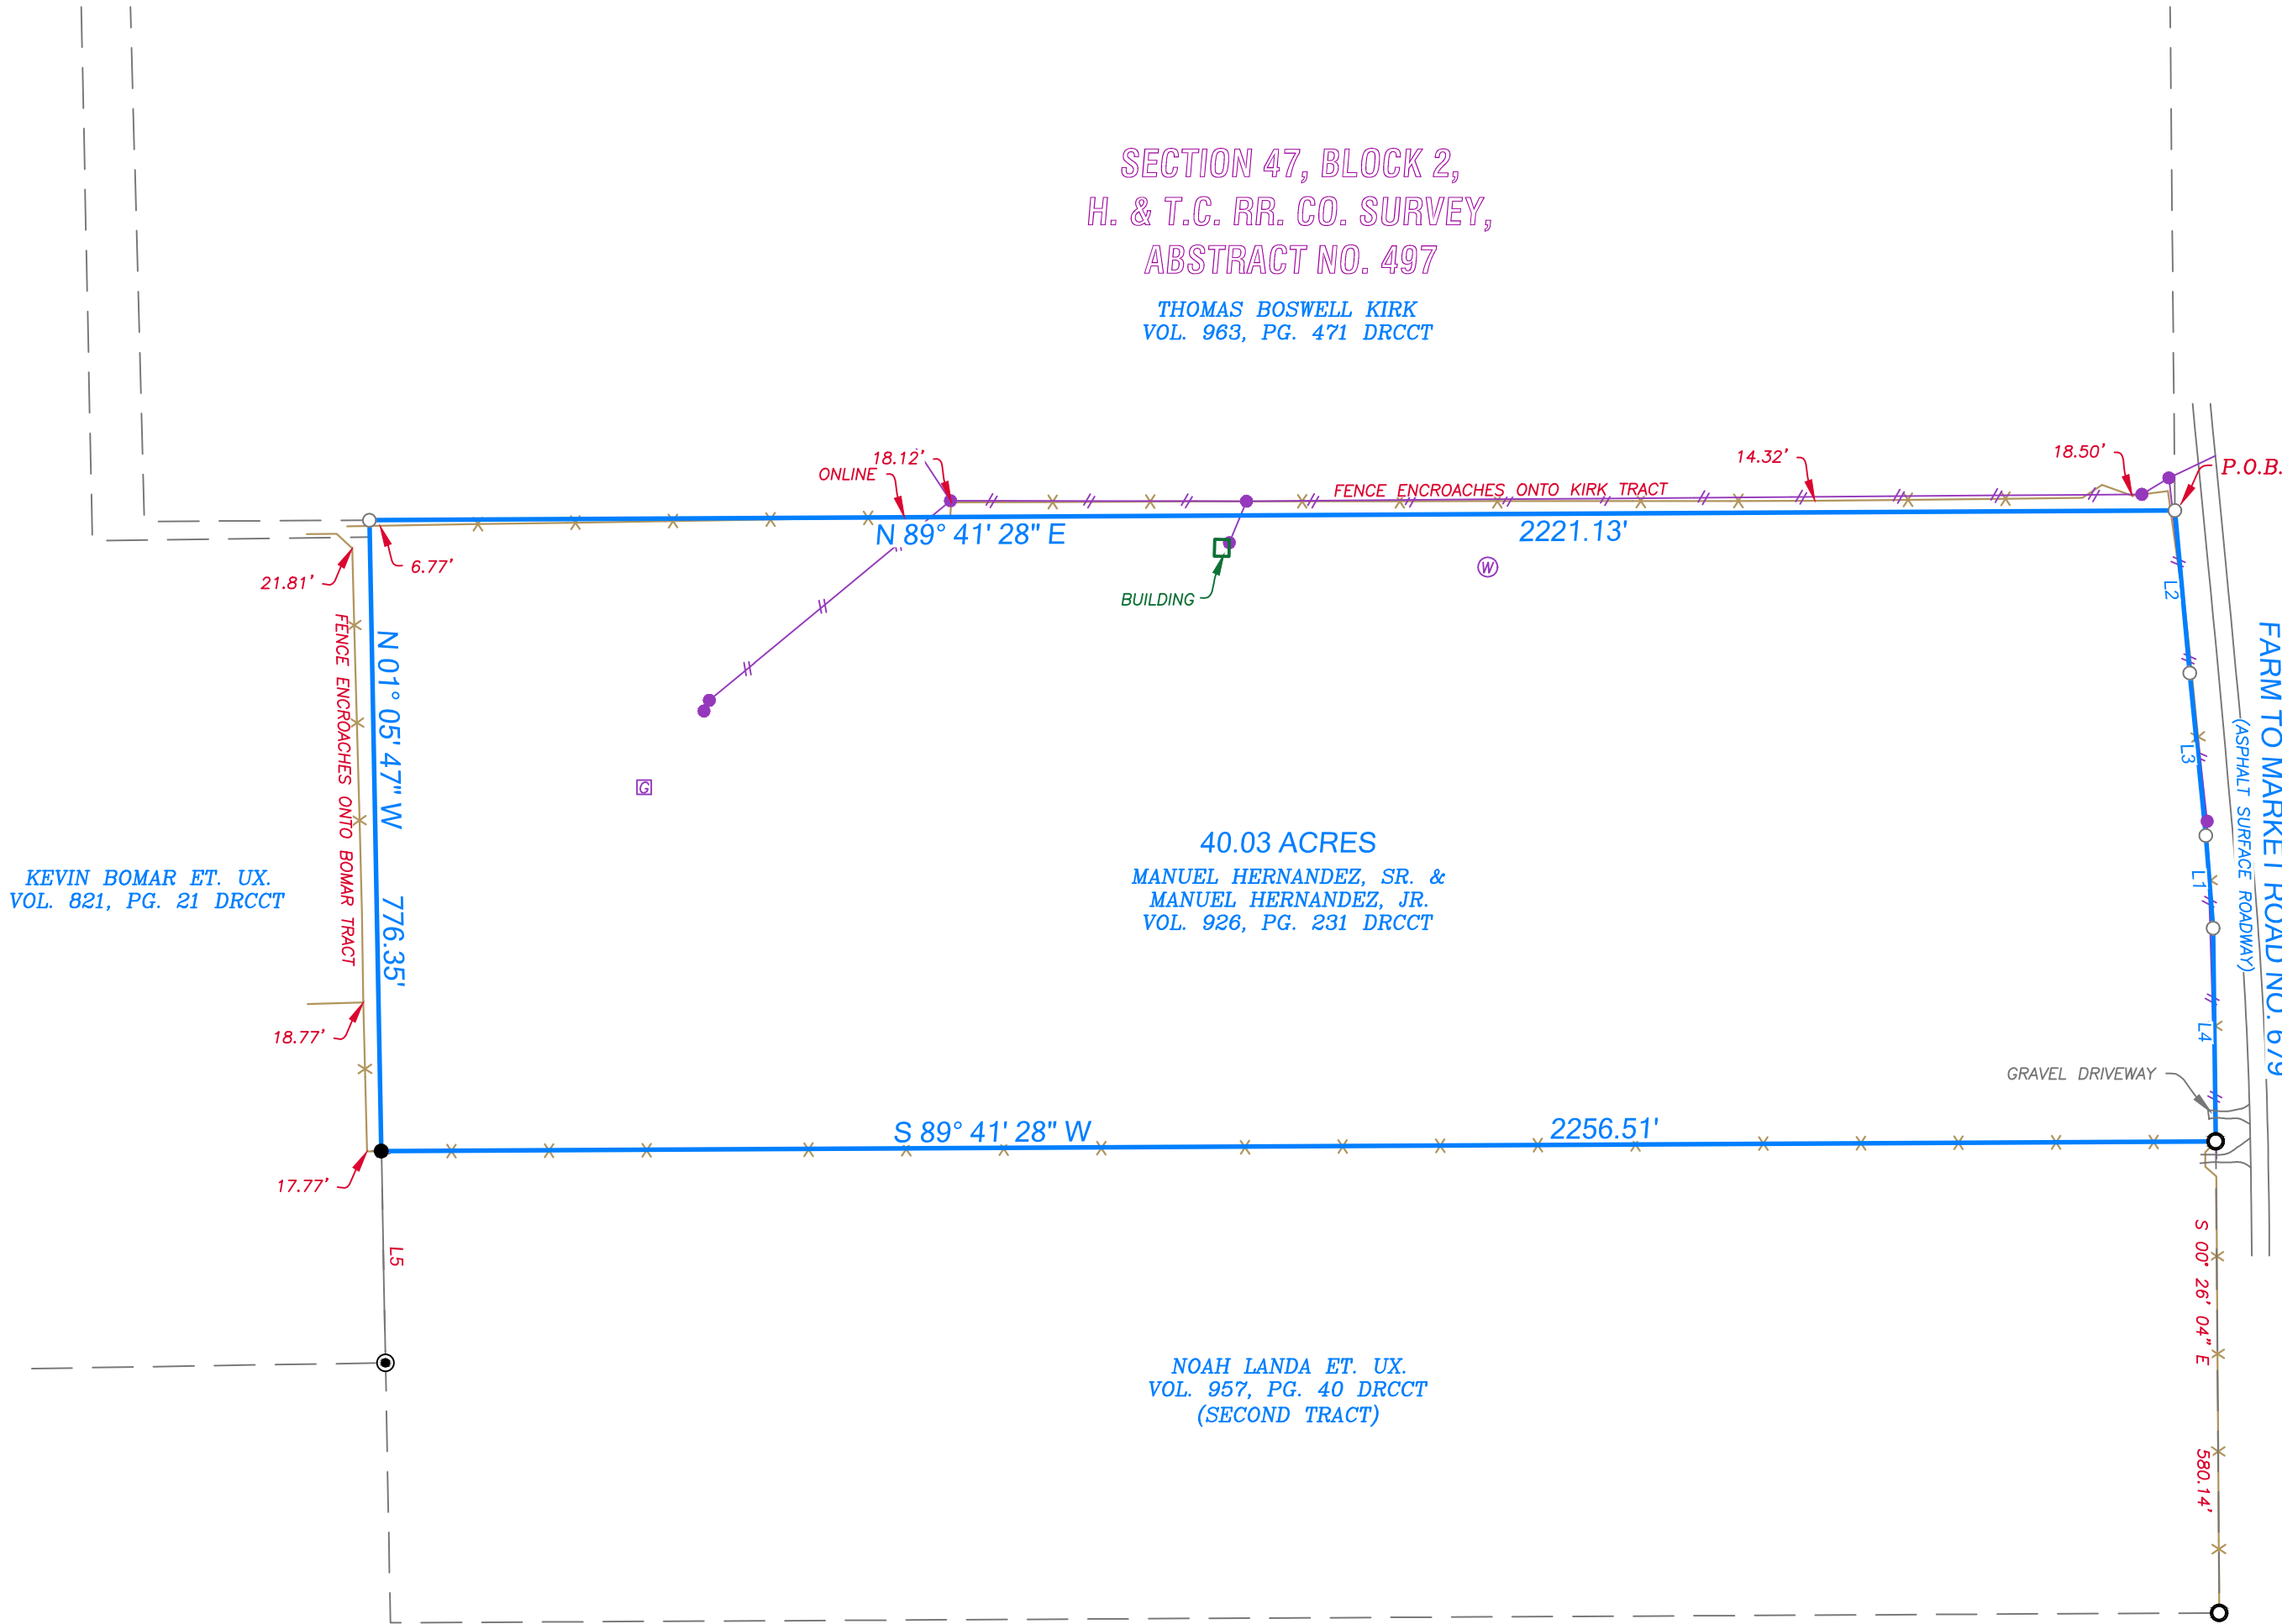 SECTION 47, BLOCK 2,
H. & T.C. RR. CO. SURVEY,
ABSTRACT NO. 497
THOMAS BOSWELL KIRK
VOL. 963, PG. 471 DRCCT
18.12'
ONLINE
14.32'
18.50'
P.O.B.
FENCE ENCROACHES ONTO KIRK TRACT
N 89° 41' 28" E
2221.13'
21.81'
6.77'
BUILDING
W
L2
FENCE ENCROACHES ONTO BOMAR TRACT
N 01° 05' 47" W
776.35'
G
L3
FARM TO MARKET ROAD NO. 679
(ASPHALT SURFACE ROADWAY)
40.03 ACRES
MANUEL HERNANDEZ, SR. &
MANUEL HERNANDEZ, JR.
VOL. 926, PG. 231 DRCCT
KEVIN BOMAR ET. UX.
VOL. 821, PG. 21 DRCCT
L1
18.77'
L4
GRAVEL DRIVEWAY
S 89° 41' 28" W
2256.51'
17.77'
L5
S 00° 26' 04" E
580.14'
NOAH LANDA ET. UX.
VOL. 957, PG. 40 DRCCT
(SECOND TRACT)